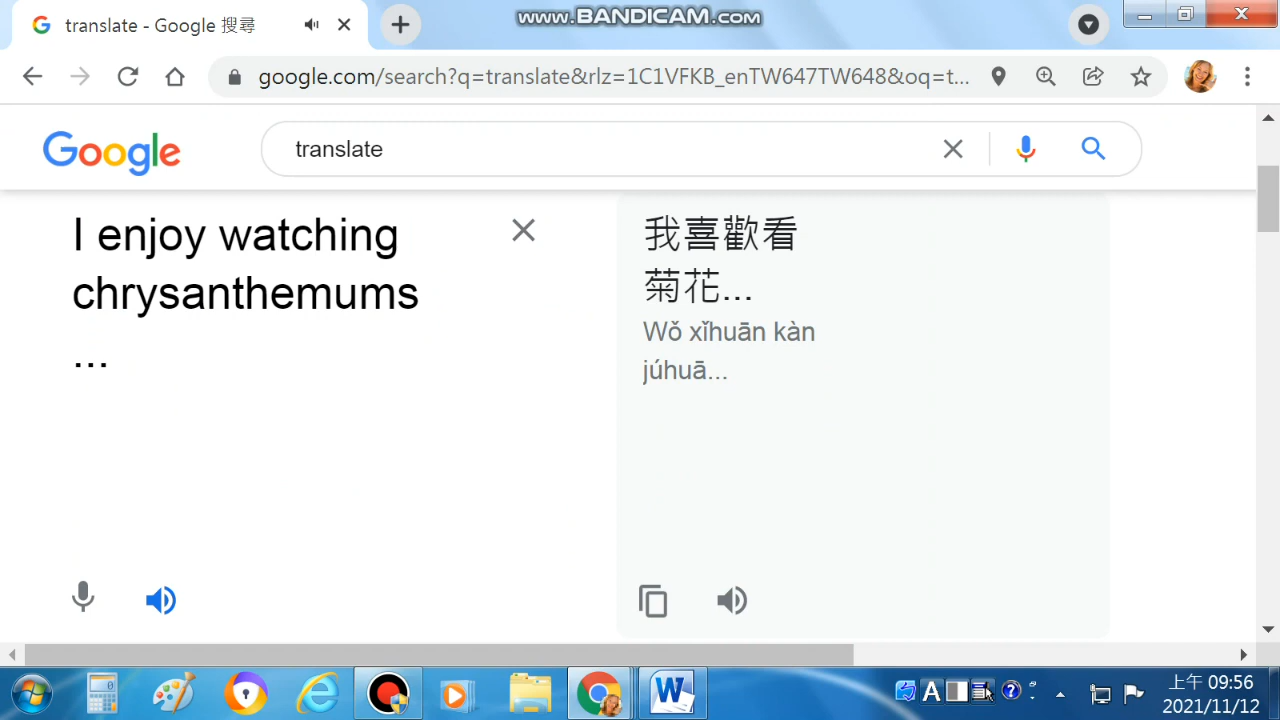 translate - Google 搜尋
www.BANDICAM.com
google.com/search?q=translate&rlz=1C1VFKB_enTW647TW648&oq=t...
Google
translate
I enjoy watching
chrysanthemums
...
我喜歡看
菊花...
Wǒ xǐhuān kàn
júhuā...
A
上午 09:56
2021/11/12